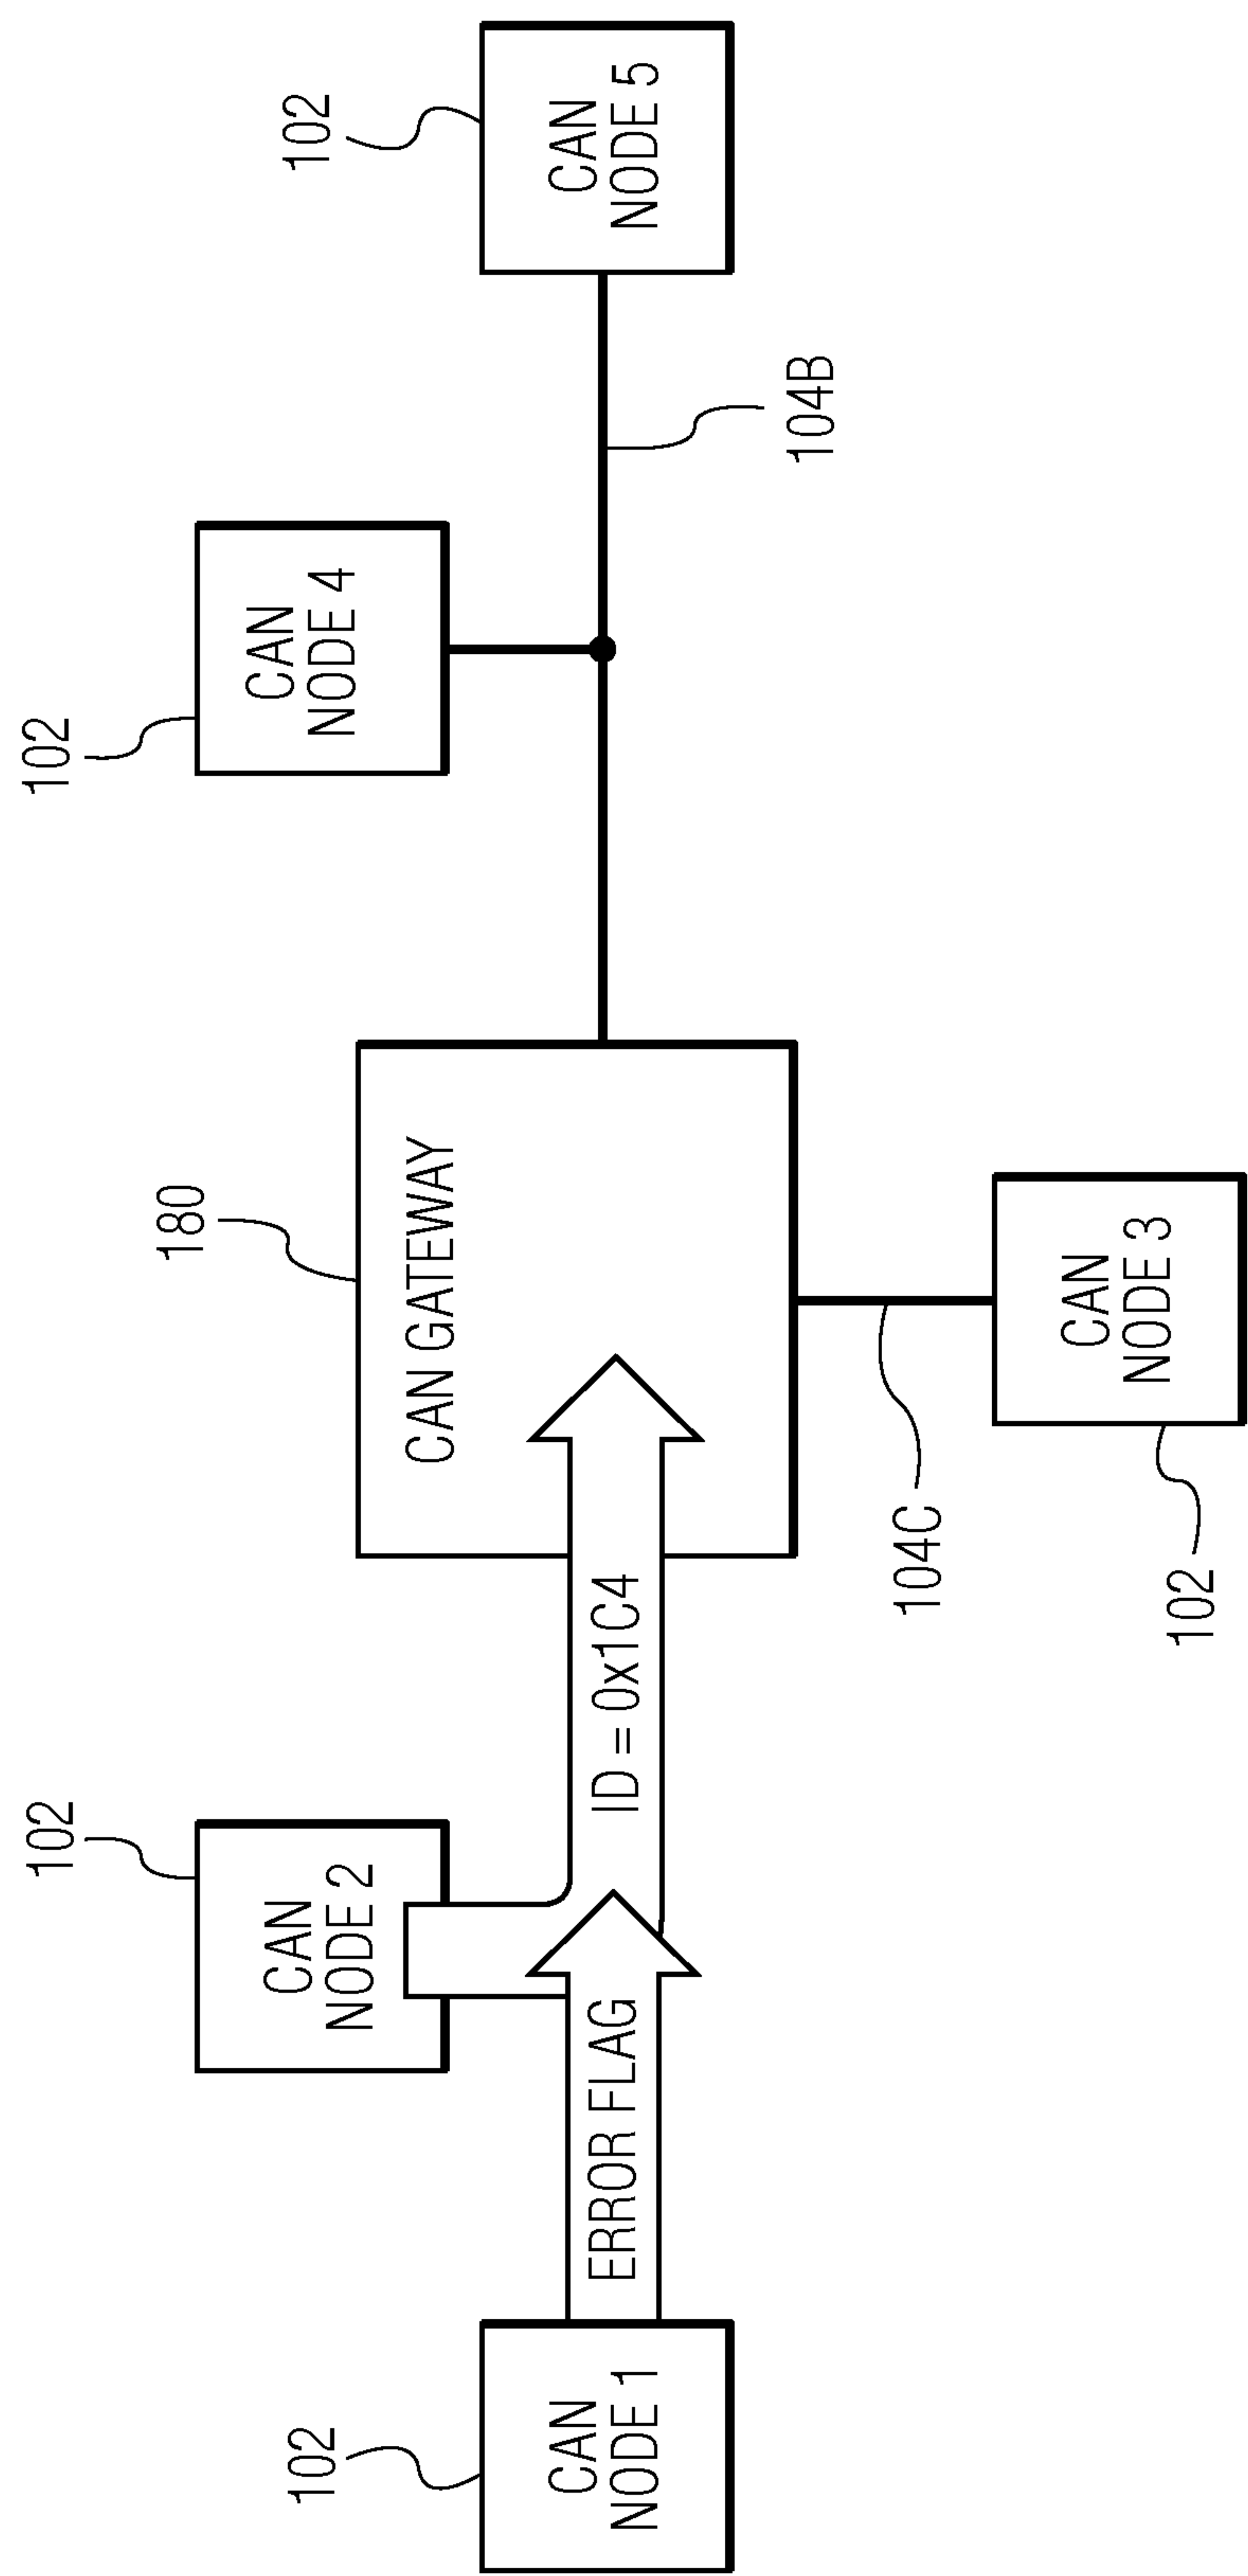 102
CAN
NODE 2
102
CAN
NODE 4
102
CAN
NODE 5
180
CAN GATEWAY
102
CAN
NODE 1
ERROR FLAG
ID = 0x1C4
104B
104C
CAN
NODE 3
102